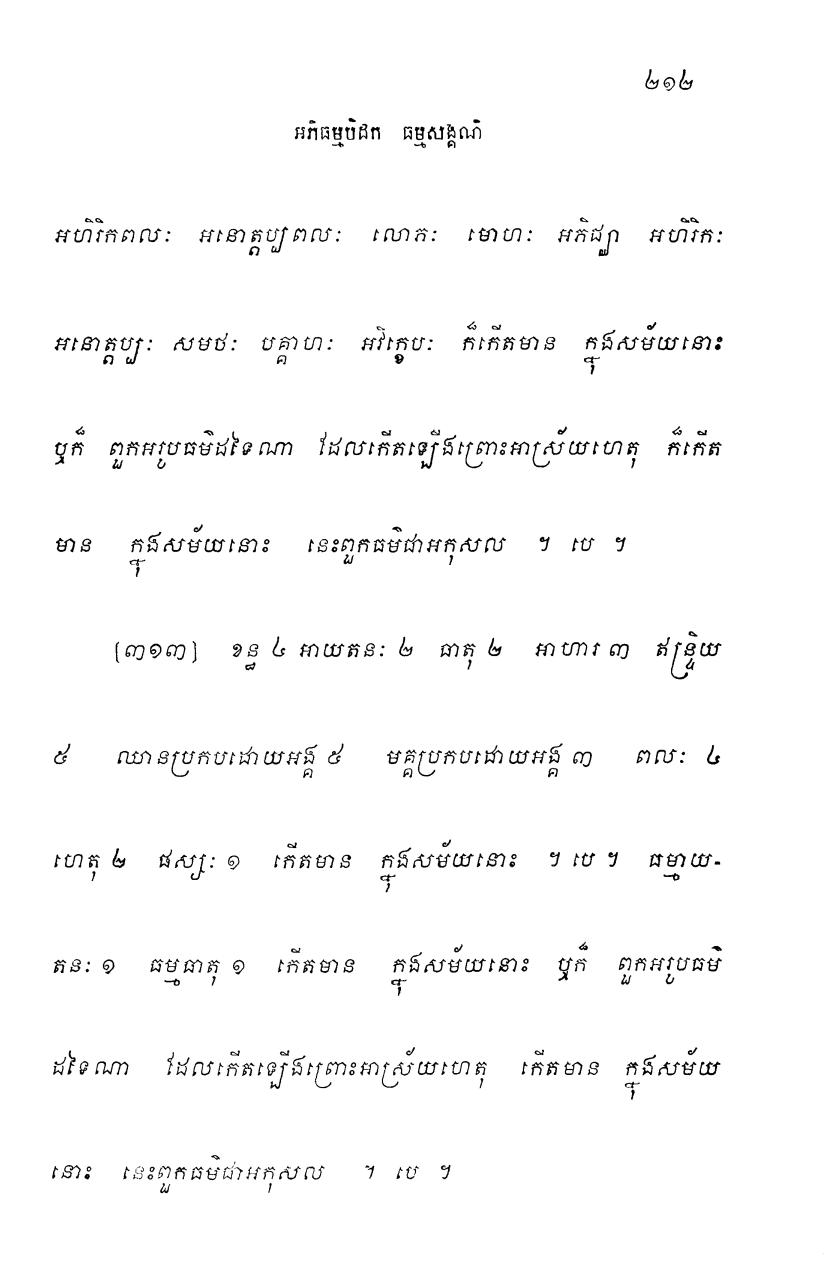 ២១២
អភិធម្មបិដក ធម្មសង្គណិ
អហិរិកពលៈ អនោត្តប្បពលៈ លោភៈ មោហៈ អភិជ្ឈា អហិរិកៈ
អនោត្តប្បៈ សមថៈ បគ្គាហៈ អវិក្ខេបៈ ក៏កើតមាន ក្នុងសម័យនោះ
ឬក៏ ពួកអរូបធម៌ដទៃណា ដែលកើតឡើងព្រោះអាស្រ័យហេតុ ក៏កើត
មាន ក្នុងសម័យនោះ នេះពួកធម៌ជាអកុសល ។ បេ ។
[៣១៣] ខន្ធ ៤ អាយតនៈ ២ ធាតុ ២ អាហារ ៣ ឥន្ទ្រិយ
៥ ឈានប្រកបដោយអង្គ ៥ មគ្គប្រកបដោយអង្គ ៣ ពលៈ ៤
ហេតុ ២ ផស្សៈ ១ កើតមាន ក្នុងសម័យនោះ ។ បេ ។ ធម្មាយ-
តនៈ ១ ធម្មធាតុ ១ កើតមាន ក្នុងសម័យនោះ ឬក៏ ពួកអរូបធម៌
ដទៃណា ដែលកើតឡើងព្រោះអាស្រ័យហេតុ កើតមាន ក្នុងសម័យ
នោះ នេះពួកធម៌ជាអកុសល ។ បេ ។